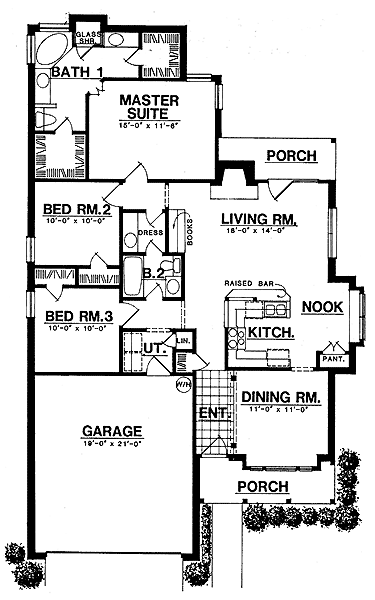 GLASS
SHR.
BATH 1
MASTER
SUITE
15'-0" x 11'-6"
PORCH
BED RM.2
10'-0" x 10'-0"
DRESS
BOOKS
LIVING RM.
16'-0" x 14'-0"
B.2
RAISED BAR
NOOK
BED RM.3
10'-0" x 10'-0"
KITCH.
UT.
LIN.
PANT.
W/H
DINING RM.
11'-0" x 11'-0"
ENT.
GARAGE
19'-0" x 21'-0"
PORCH